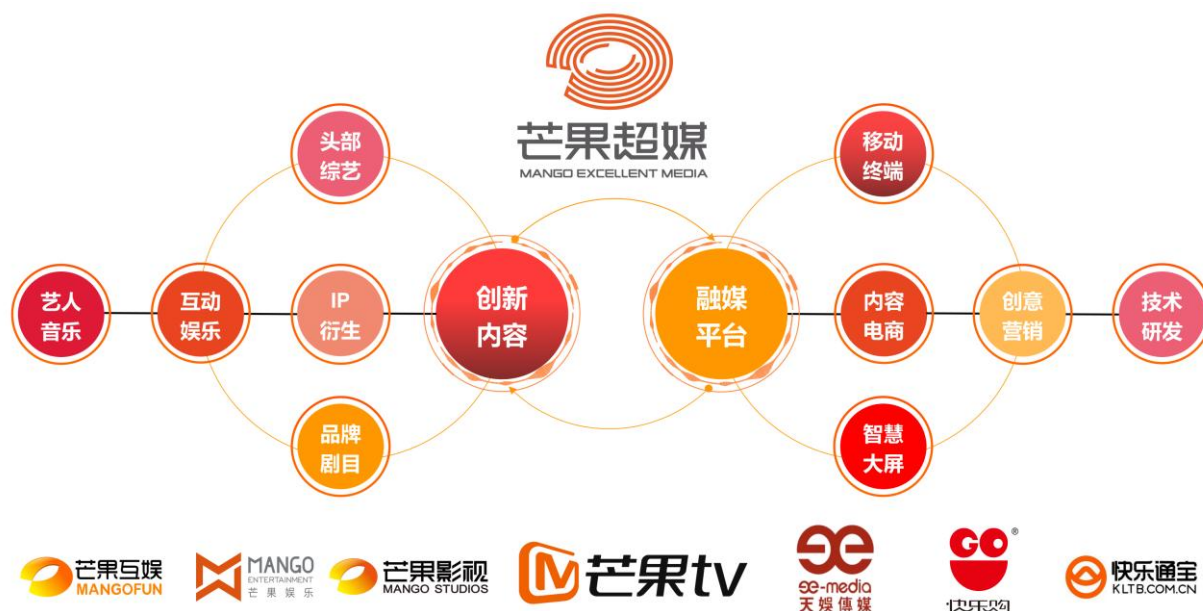 芒果超媒
MANGO EXCELLENT MEDIA
头部
综艺
移动
终端
艺人
音乐
互动
娱乐
IP
衍生
创新
内容
融媒
平台
内容
电商
创意
营销
技术
研发
品牌
剧目
智慧
大屏
芒果互娱
MANGOFUN
MANGO
ENTERTAINMENT
芒果娱乐
芒果影视
MANGO STUDIOS
芒果tv
ee-media
天娱傳媒
GO
®
快乐购
快乐通宝
KLTB.COM.CN